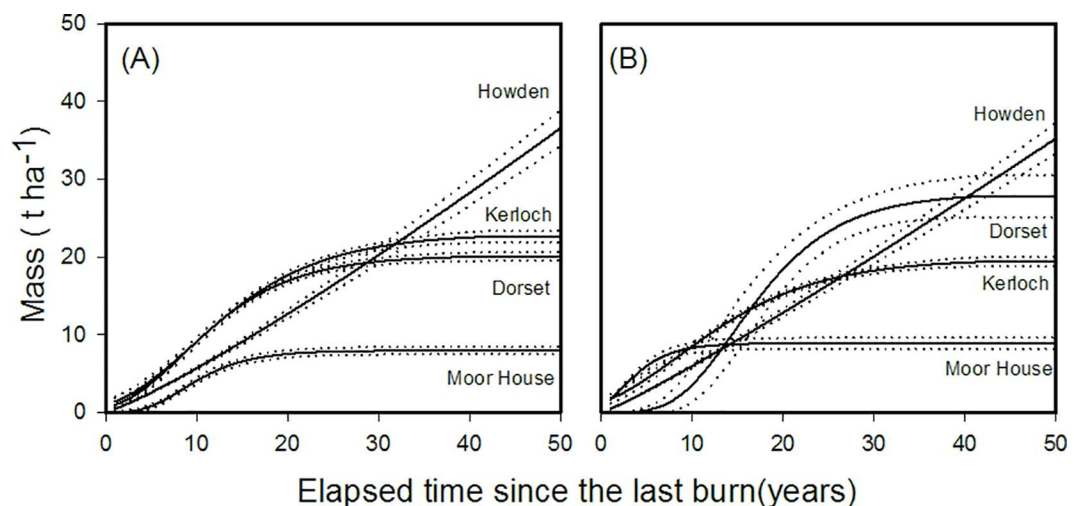 (A)
Howden
Kerloch
Dorset
Moor House
(B)
Howden
Dorset
Kerloch
Moor House
50
40
30
20
10
0
Mass ( t ha-1)
0 10 20 30 40 50
0 10 20 30 40 50
Elapsed time since the last burn(years)